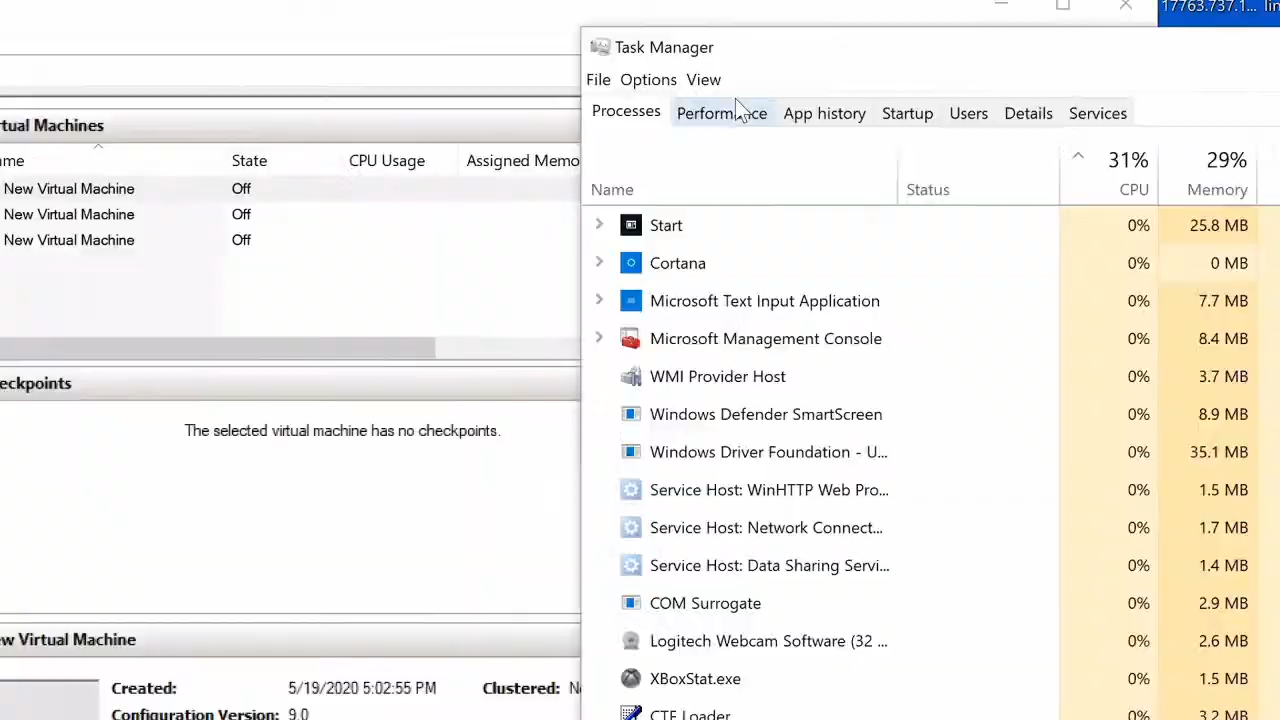 17763.737.1...
Task Manager
File Options View
Processes Performance App history Startup Users Details Services
rtual Machines
me State CPU Usage Assigned Memo
New Virtual Machine Off
New Virtual Machine Off
New Virtual Machine Off
eckpoints
The selected virtual machine has no checkpoints.
ew Virtual Machine
Created: 5/19/2020 5:02:55 PM Clustered: N
Configuration Version: 9.0
31% 29%
Name Status CPU Memory
Start 0% 25.8 MB
Cortana 0% 0 MB
Microsoft Text Input Application 0% 7.7 MB
Microsoft Management Console 0% 8.4 MB
WMI Provider Host 0% 3.7 MB
Windows Defender SmartScreen 0% 8.9 MB
Windows Driver Foundation - U... 0% 35.1 MB
Service Host: WinHTTP Web Pro... 0% 1.5 MB
Service Host: Network Connect... 0% 1.7 MB
Service Host: Data Sharing Servi... 0% 1.4 MB
COM Surrogate 0% 2.9 MB
Logitech Webcam Software (32 ... 0% 2.6 MB
XBoxStat.exe 0% 1.5 MB
CTF Loader 0% 3.2 MB